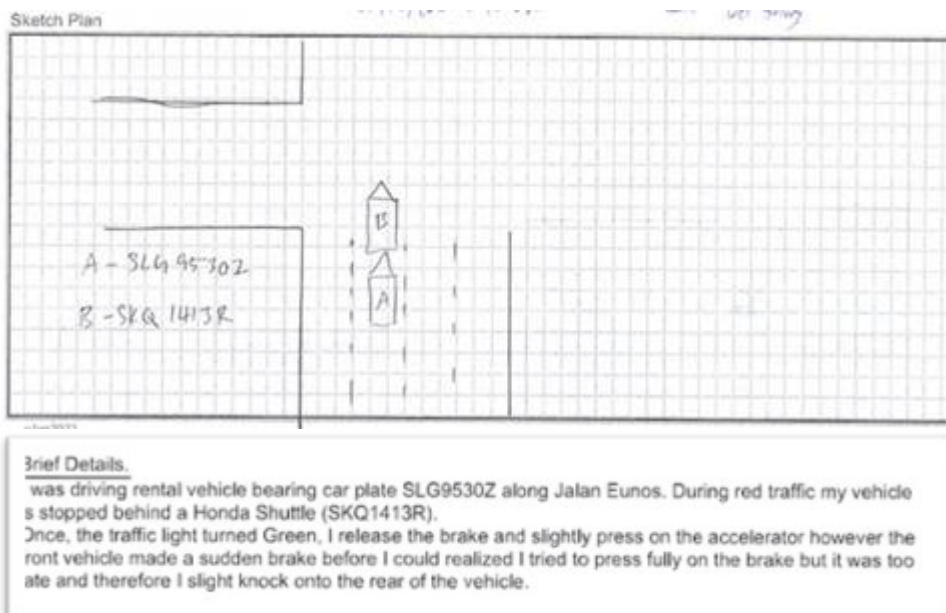 Sketch Plan
B
A
A - SLG 9530Z
B - SKQ 1413R
Brief Details.
was driving rental vehicle bearing car plate SLG9530Z along Jalan Eunos. During red traffic my vehicle
s stopped behind a Honda Shuttle (SKQ1413R).
Once, the traffic light turned Green, I release the brake and slightly press on the accelerator however the
ront vehicle made a sudden brake before I could realized I tried to press fully on the brake but it was too
ate and therefore I slight knock onto the rear of the vehicle.